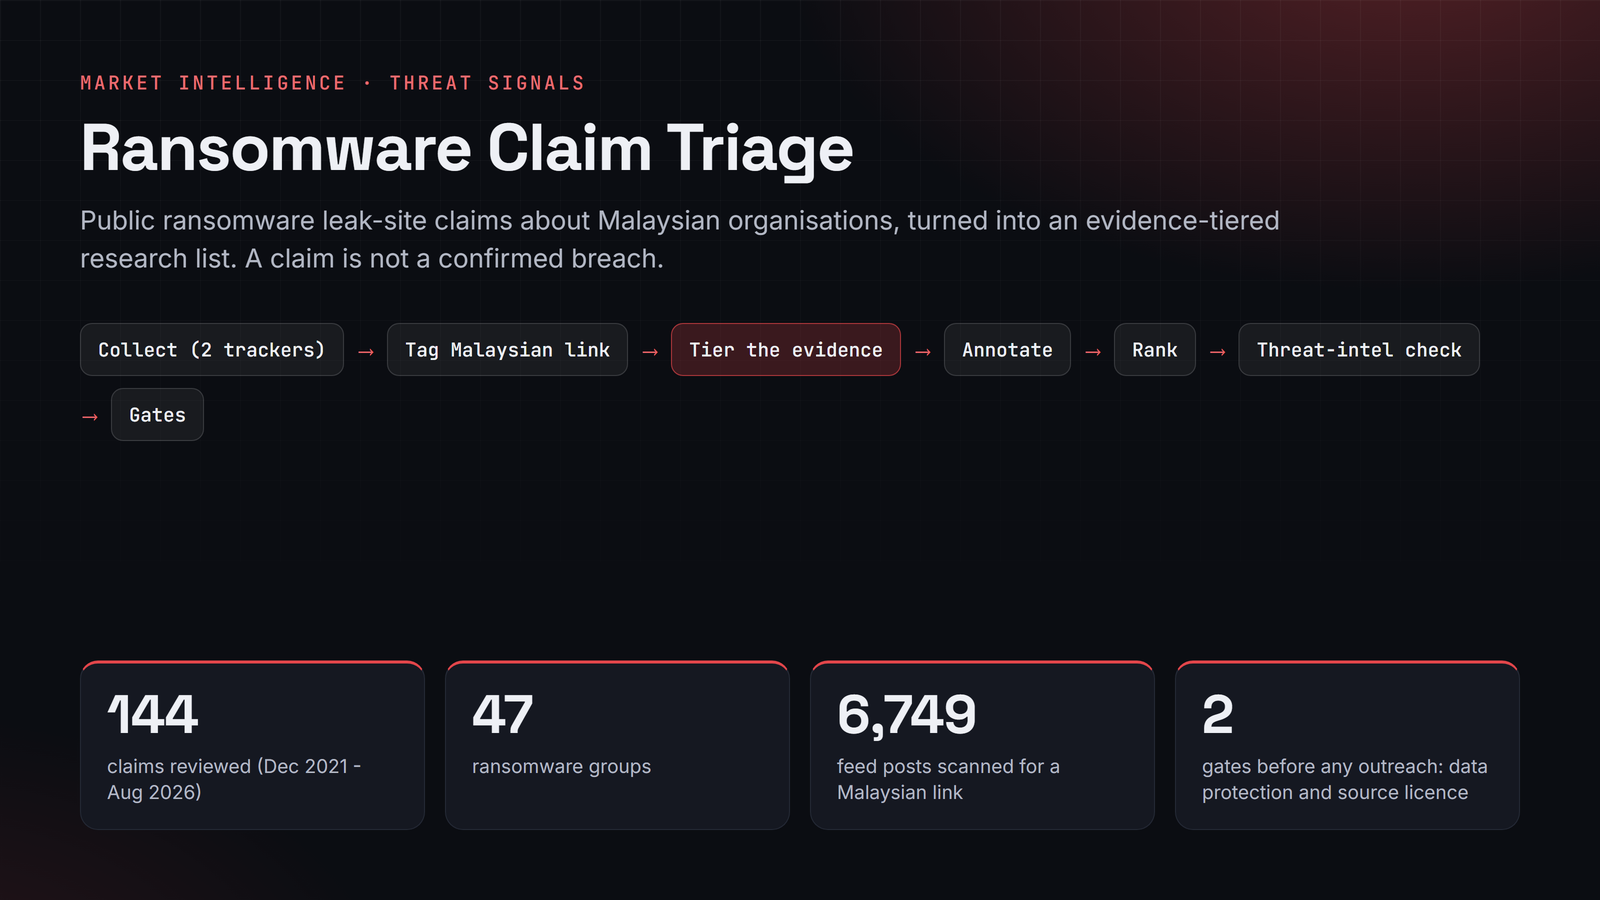 MARKET INTELLIGENCE · THREAT SIGNALS
Ransomware Claim Triage
Public ransomware leak-site claims about Malaysian organisations, turned into an evidence-tiered
research list. A claim is not a confirmed breach.
Collect (2 trackers) → Tag Malaysian link → Tier the evidence → Annotate → Rank → Threat-intel check
→ Gates
144
claims reviewed (Dec 2021 -
Aug 2026)
47
ransomware groups
6,749
feed posts scanned for a
Malaysian link
2
gates before any outreach: data
protection and source licence